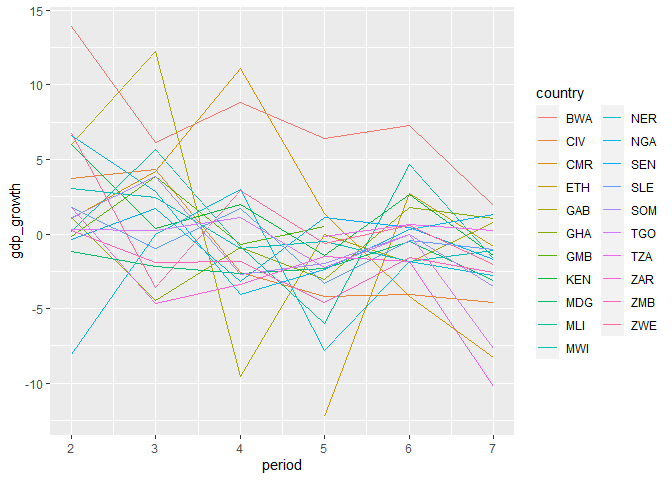 15
10
5
0
-5
-10
gdp_growth
2 3 4 5 6 7
period
country
BWA NER
CIV NGA
CMR SEN
ETH SLE
GAB SOM
GHA TGO
GMB TZA
KEN ZAR
MDG ZMB
MLI ZWE
MWI